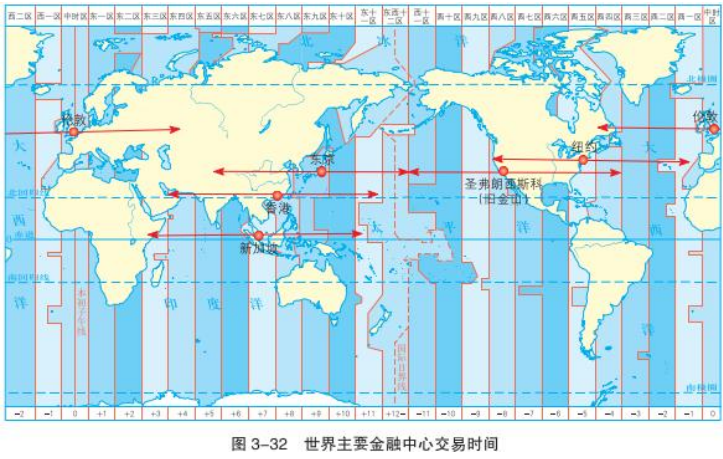 西二区 西一区 中时区 东一区 东二区 东三区 东四区 东五区 东六区 东七区 东八区 东九区 东十区 东十一区 东西十二区 西十一区 西十区 西九区 西八区 西七区 西六区 西五区 西四区 西三区 西二区 西一区 中时区
北 冰 洋
北极圈
伦敦 伦敦
大 大
东京 纽约
圣弗朗西斯科
(旧金山)
北回归线
香港
西 太 平 洋 西
赤道
新加坡
南回归线
洋 印 度 洋 洋
本初子午线
国际日界线
南极圈
-2 -1 0 +1 +2 +3 +4 +5 +6 +7 +8 +9 +10 +11 +12- -11 -10 -9 -8 -7 -6 -5 -4 -3 -2 -1 0
图 3-32 世界主要金融中心交易时间